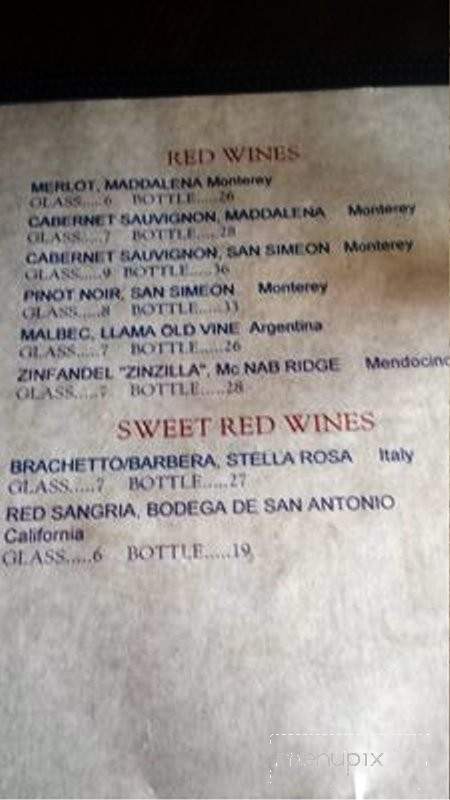 RED WINES
MERLOT, MADDALENA Monterey
GLASS.....6 BOTTLE.....26
CABERNET SAUVIGNON, MADDALENA Monterey
GLASS.....7 BOTTLE.....28
CABERNET SAUVIGNON, SAN SIMEON Monterey
GLASS.....9 BOTTLE.....36
PINOT NOIR, SAN SIMEON Monterey
GLASS.....8 BOTTLE.....33
MALBEC, LLAMA OLD VINE Argentina
GLASS.....7 BOTTLE.....26
ZINFANDEL "ZINZILLA", Mc NAB RIDGE Mendocino
GLASS.....7 BOTTLE.....28
SWEET RED WINES
BRACHETTO/BARBERA, STELLA ROSA Italy
GLASS.....7 BOTTLE.....27
RED SANGRIA, BODEGA DE SAN ANTONIO
California
GLASS.....6 BOTTLE.....19
menupix